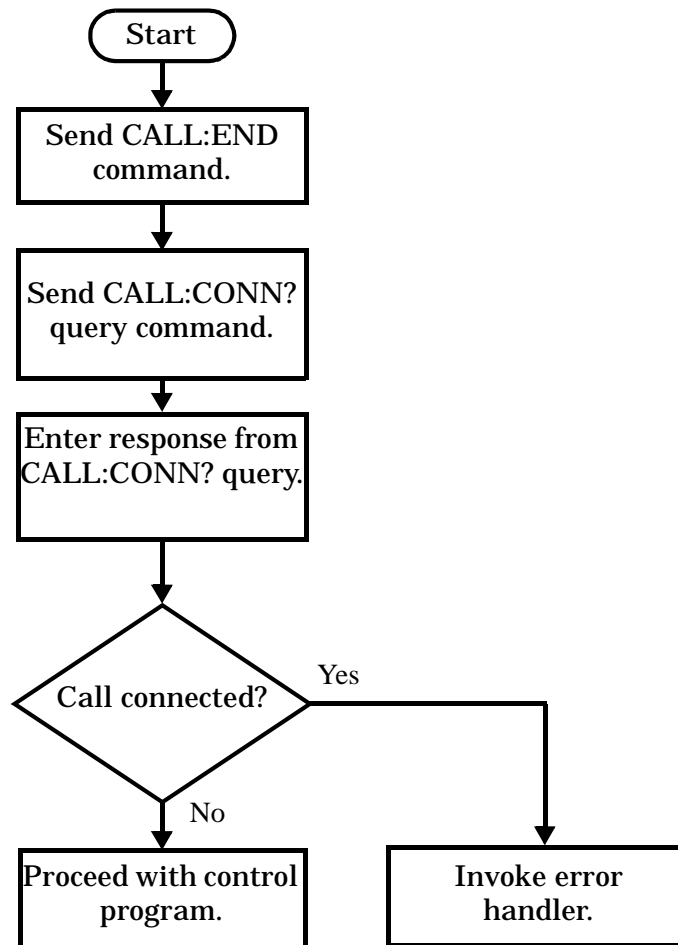 Start
Send CALL:END
command.
Send CALL:CONN?
query command.
Enter response from
CALL:CONN? query.
Call connected?
Yes
No
Proceed with control
program.
Invoke error
handler.